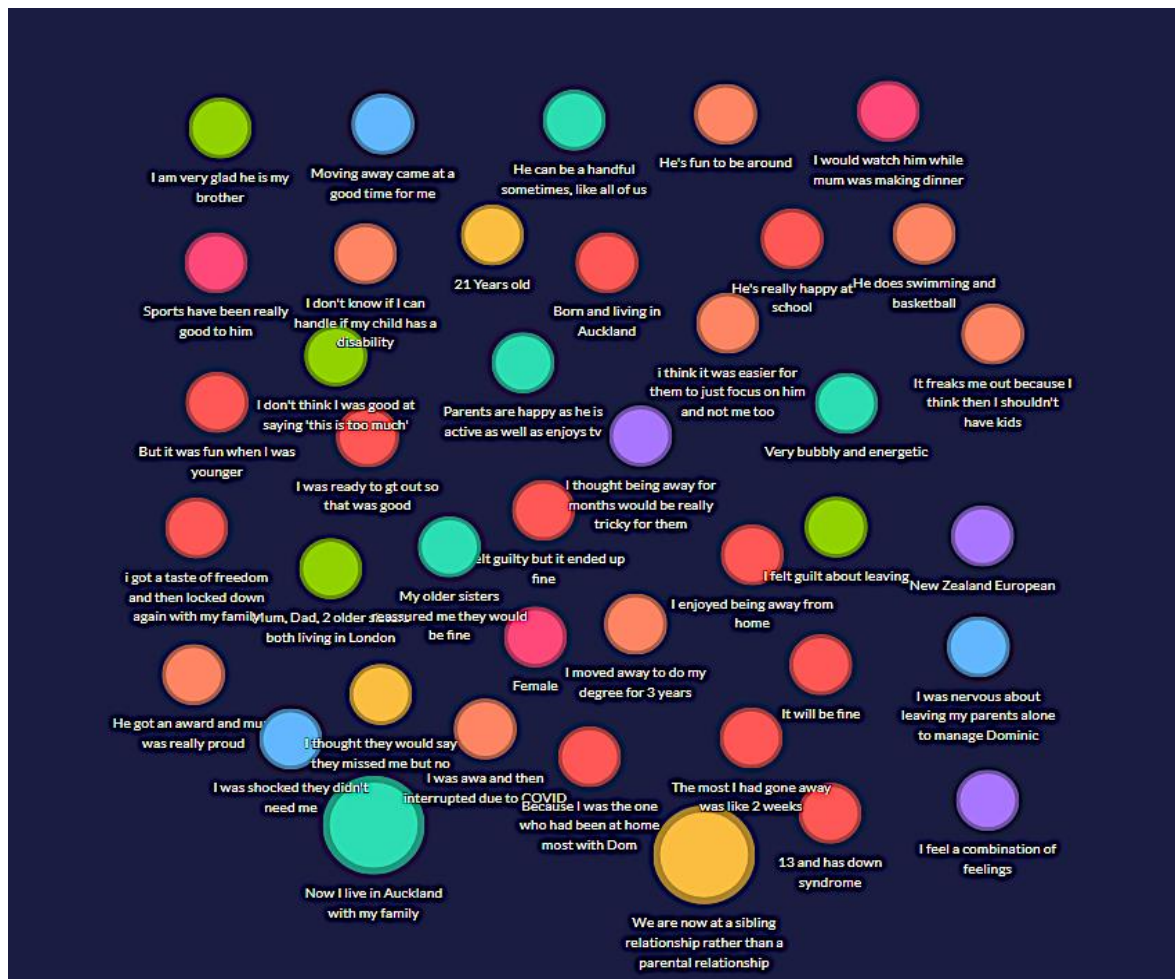 I am very glad he is my
brother
Moving away came at a
good time for me
He can be a handful
sometimes, like all of us
He's fun to be around
I would watch him while
mum was making dinner
Sports have been really
good to him
I don't know if I can
handle if my child has a
disability
21 Years old
Born and living in
Auckland
He's really happy at
school
He does swimming and
basketball
But it was fun when I was
younger
I don't think I was good at
saying 'this is too much'
Parents are happy as he is
active as well as enjoys tv
i think it was easier for
them to just focus on him
and not me too
Very bubbly and energetic
It freaks me out because I
think then I shouldn't
have kids
I was ready to gt out so
that was good
I thought being away for
months would be really
tricky for them
i got a taste of freedom
and then locked down
again with my family
Mum, Dad, 2 older
both living in London
My older sisters
reassured me they would
be fine
guilty but it ended up
fine
I enjoyed being away from
home
I felt guilt about leaving
New Zealand European
He got an award and
was really proud
I was shocked they didn't
need me
I thought they would say
they missed me but no
I was awa and then
interrupted due to COVID
Female
I moved away to do my
degree for 3 years
It will be fine
I was nervous about
leaving my parents alone
to manage Dominic
Because I was the one
who had been at home
most with Dom
The most I had gone away
was like 2 weeks
Now I live in Auckland
with my family
We are now at a sibling
relationship rather than a
parental relationship
13 and has down
syndrome
I feel a combination of
feelings